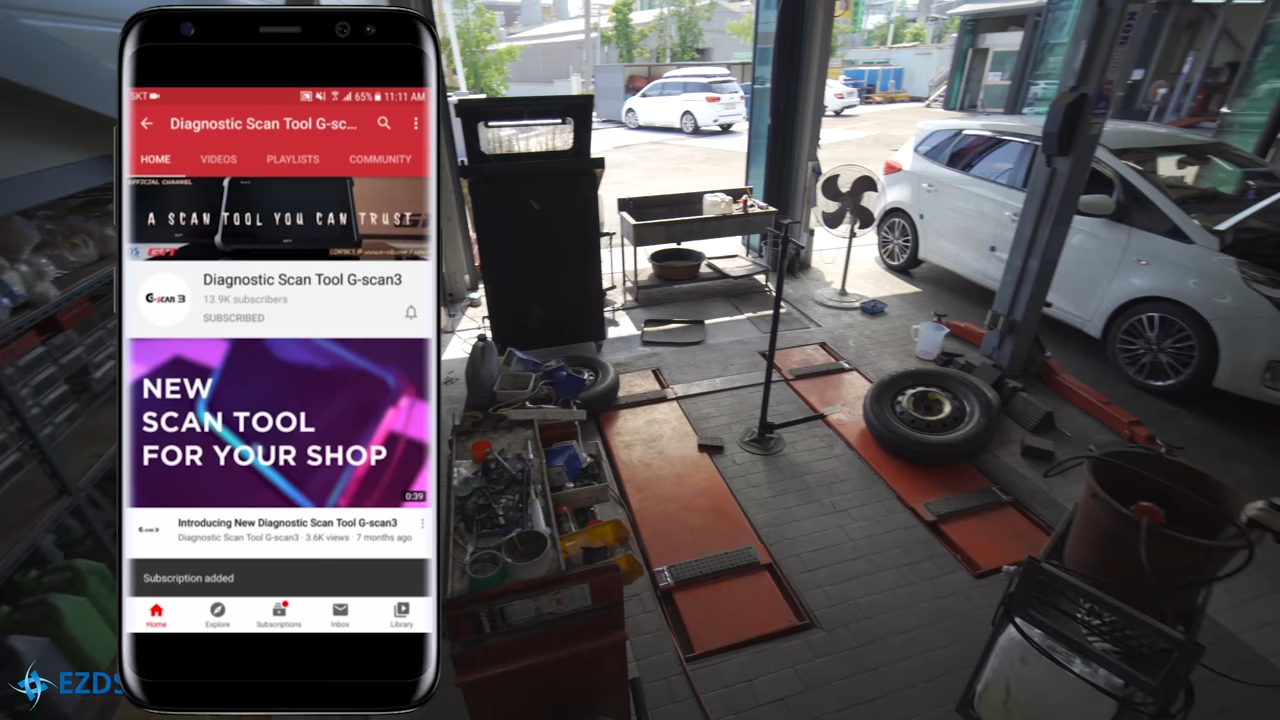 SKT 65% 11:11 AM
Diagnostic Scan Tool G-sc...
HOME VIDEOS PLAYLISTS COMMUNITY
OFFICIAL CHANNEL
A SCAN TOOL YOU CAN TRUST
GIT
G-SCAN 3
Diagnostic Scan Tool G-scan3
13.9K subscribers
SUBSCRIBED
NEW
SCAN TOOL
FOR YOUR SHOP
0:39
G-SCAN 3
Introducing New Diagnostic Scan Tool G-scan3
Diagnostic Scan Tool G-scan3 · 3.6K views · 7 months ago
Subscription added
Home Explore Subscriptions Inbox Library
EZDS